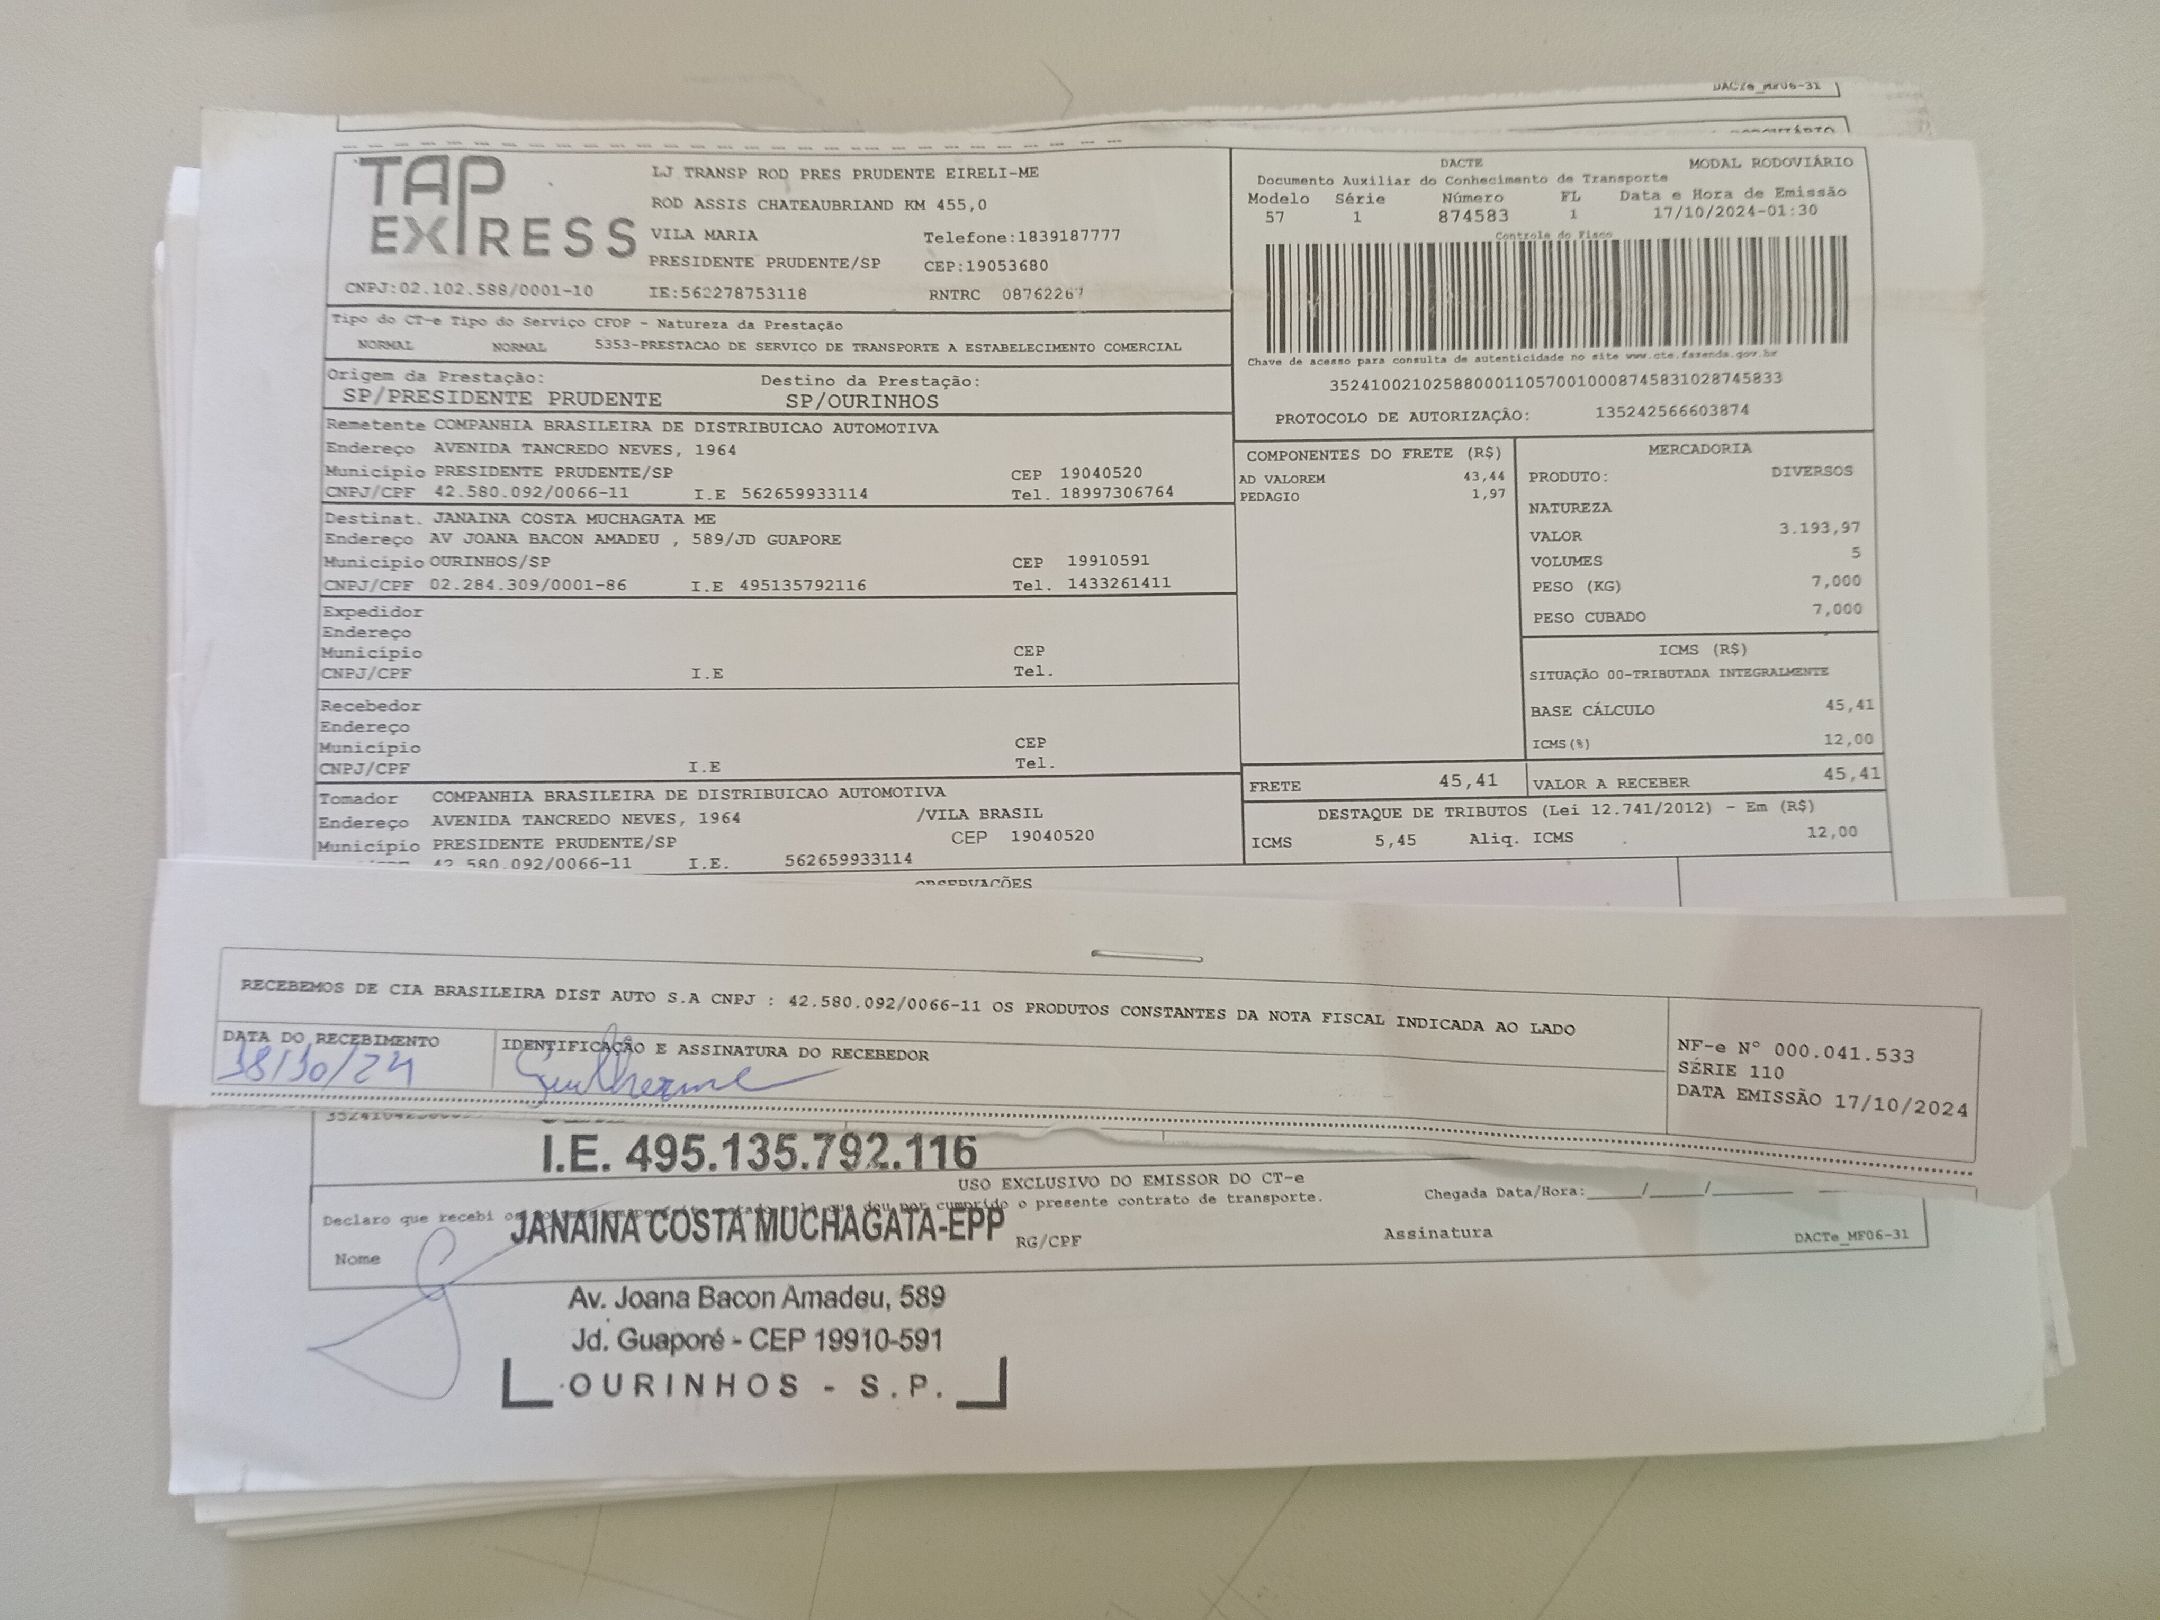 DACTe_MF06-31
TAP
EXPRESS
LJ TRANSP ROD PRES PRUDENTE EIRELI-ME
ROD ASSIS CHATEAUBRIAND KM 455,0
VILA MARIA Telefone:1839187777
PRESIDENTE PRUDENTE/SP CEP:19053680
CNPJ:02.102.588/0001-10 IE:562278753118 RNTRC 08762267
DACTE MODAL RODOVIÁRIO
Documento Auxiliar do Conhecimento de Transporte
Modelo Série Número FL Data e Hora de Emissão
57 1 874583 1 17/10/2024-01:30
Controle do Fisco
Chave de acesso para consulta de autenticidade no site www.cte.fazenda.gov.br
35241002102588000110570010008745831028745833
PROTOCOLO DE AUTORIZAÇÃO: 135242566603874
Tipo do CT-e Tipo do Serviço CFOP - Natureza da Prestação
NORMAL NORMAL 5353-PRESTACAO DE SERVICO DE TRANSPORTE A ESTABELECIMENTO COMERCIAL
Origem da Prestação: Destino da Prestação:
SP/PRESIDENTE PRUDENTE SP/OURINHOS
Remetente COMPANHIA BRASILEIRA DE DISTRIBUICAO AUTOMOTIVA
Endereço AVENIDA TANCREDO NEVES, 1964
Município PRESIDENTE PRUDENTE/SP CEP 19040520
CNPJ/CPF 42.580.092/0066-11 I.E 562659933114 Tel. 18997306764
Destinat. JANAINA COSTA MUCHAGATA ME
Endereço AV JOANA BACON AMADEU , 589/JD GUAPORE
Município OURINHOS/SP CEP 19910591
CNPJ/CPF 02.284.309/0001-86 I.E 495135792116 Tel. 1433261411
Expedidor
Endereço
Município CEP
CNPJ/CPF I.E Tel.
Recebedor
Endereço
Município CEP
CNPJ/CPF I.E Tel.
Tomador COMPANHIA BRASILEIRA DE DISTRIBUICAO AUTOMOTIVA
Endereço AVENIDA TANCREDO NEVES, 1964 /VILA BRASIL
Município PRESIDENTE PRUDENTE/SP CEP 19040520
42.580.092/0066-11 I.E. 562659933114
COMPONENTES DO FRETE (R$)
AD VALOREM 43,44
PEDAGIO 1,97
MERCADORIA
PRODUTO: DIVERSOS
NATUREZA
VALOR 3.193,97
VOLUMES 5
PESO (KG) 7,000
PESO CUBADO 7,000
ICMS (R$)
SITUAÇÃO 00-TRIBUTADA INTEGRALMENTE
BASE CÁLCULO 45,41
ICMS(%) 12,00
FRETE 45,41 VALOR A RECEBER 45,41
DESTAQUE DE TRIBUTOS (Lei 12.741/2012) - Em (R$)
ICMS 5,45 Aliq. ICMS 12,00
OBSERVAÇÕES
RECEBEMOS DE CIA BRASILEIRA DIST AUTO S.A CNPJ : 42.580.092/0066-11 OS PRODUTOS CONSTANTES DA NOTA FISCAL INDICADA AO LADO
DATA DO RECEBIMENTO IDENTIFICAÇÃO E ASSINATURA DO RECEBEDOR
18/10/24 Guilherme
NF-e Nº 000.041.533
SÉRIE 110
DATA EMISSÃO 17/10/2024
I.E. 495.135.792.116
USO EXCLUSIVO DO EMISSOR DO CT-e
Declaro que recebi os cumprido o presente contrato de transporte.
Chegada Data/Hora:_____/_____/________
JANAINA COSTA MUCHAGATA-EPP
Nome RG/CPF Assinatura DACTe_MF06-31
Av. Joana Bacon Amadeu, 589
Jd. Guaporé - CEP 19910-591
OURINHOS - S.P.